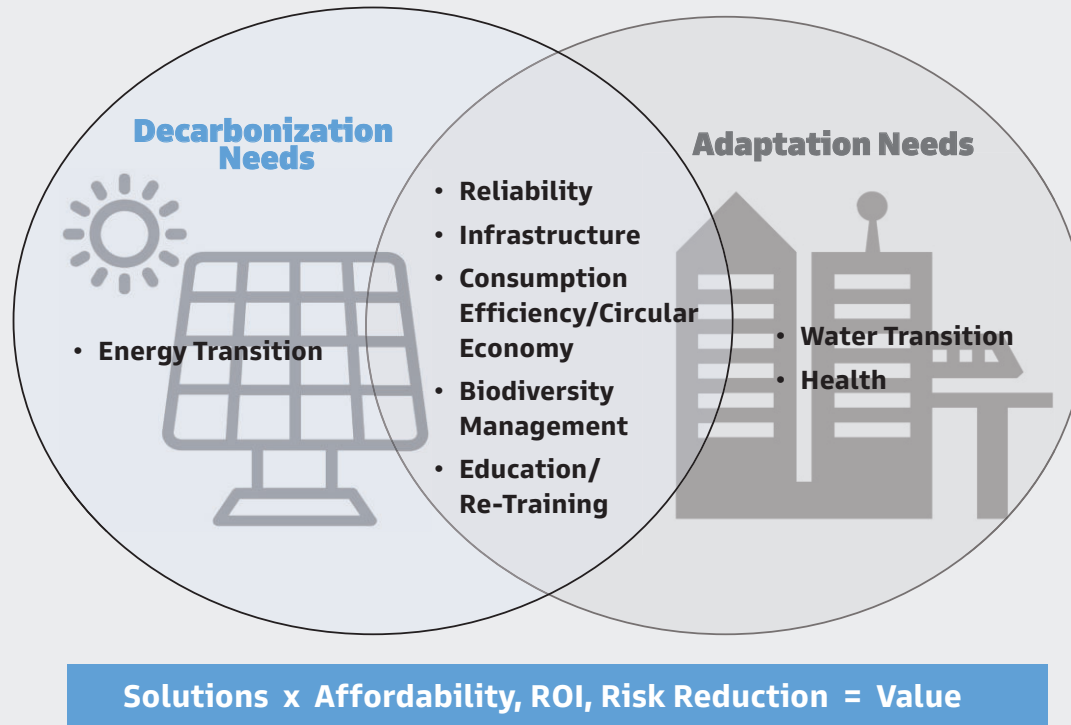 Decarbonization
Needs
• Energy Transition
• Reliability
• Infrastructure
• Consumption
Efficiency/Circular
Economy
• Biodiversity
Management
• Education/
Re-Training
Adaptation Needs
• Water Transition
• Health
Solutions x Affordability, ROI, Risk Reduction = Value